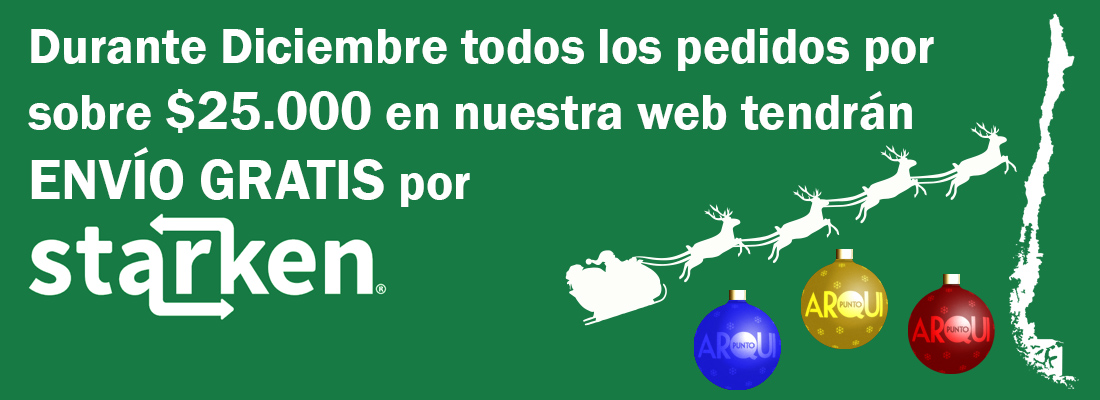 Durante Diciembre todos los pedidos por
sobre $25.000 en nuestra web tendrán
ENVÍO GRATIS por
starken®
ARQUI
PUNTO
ARQUI
PUNTO
ARQUI
PUNTO